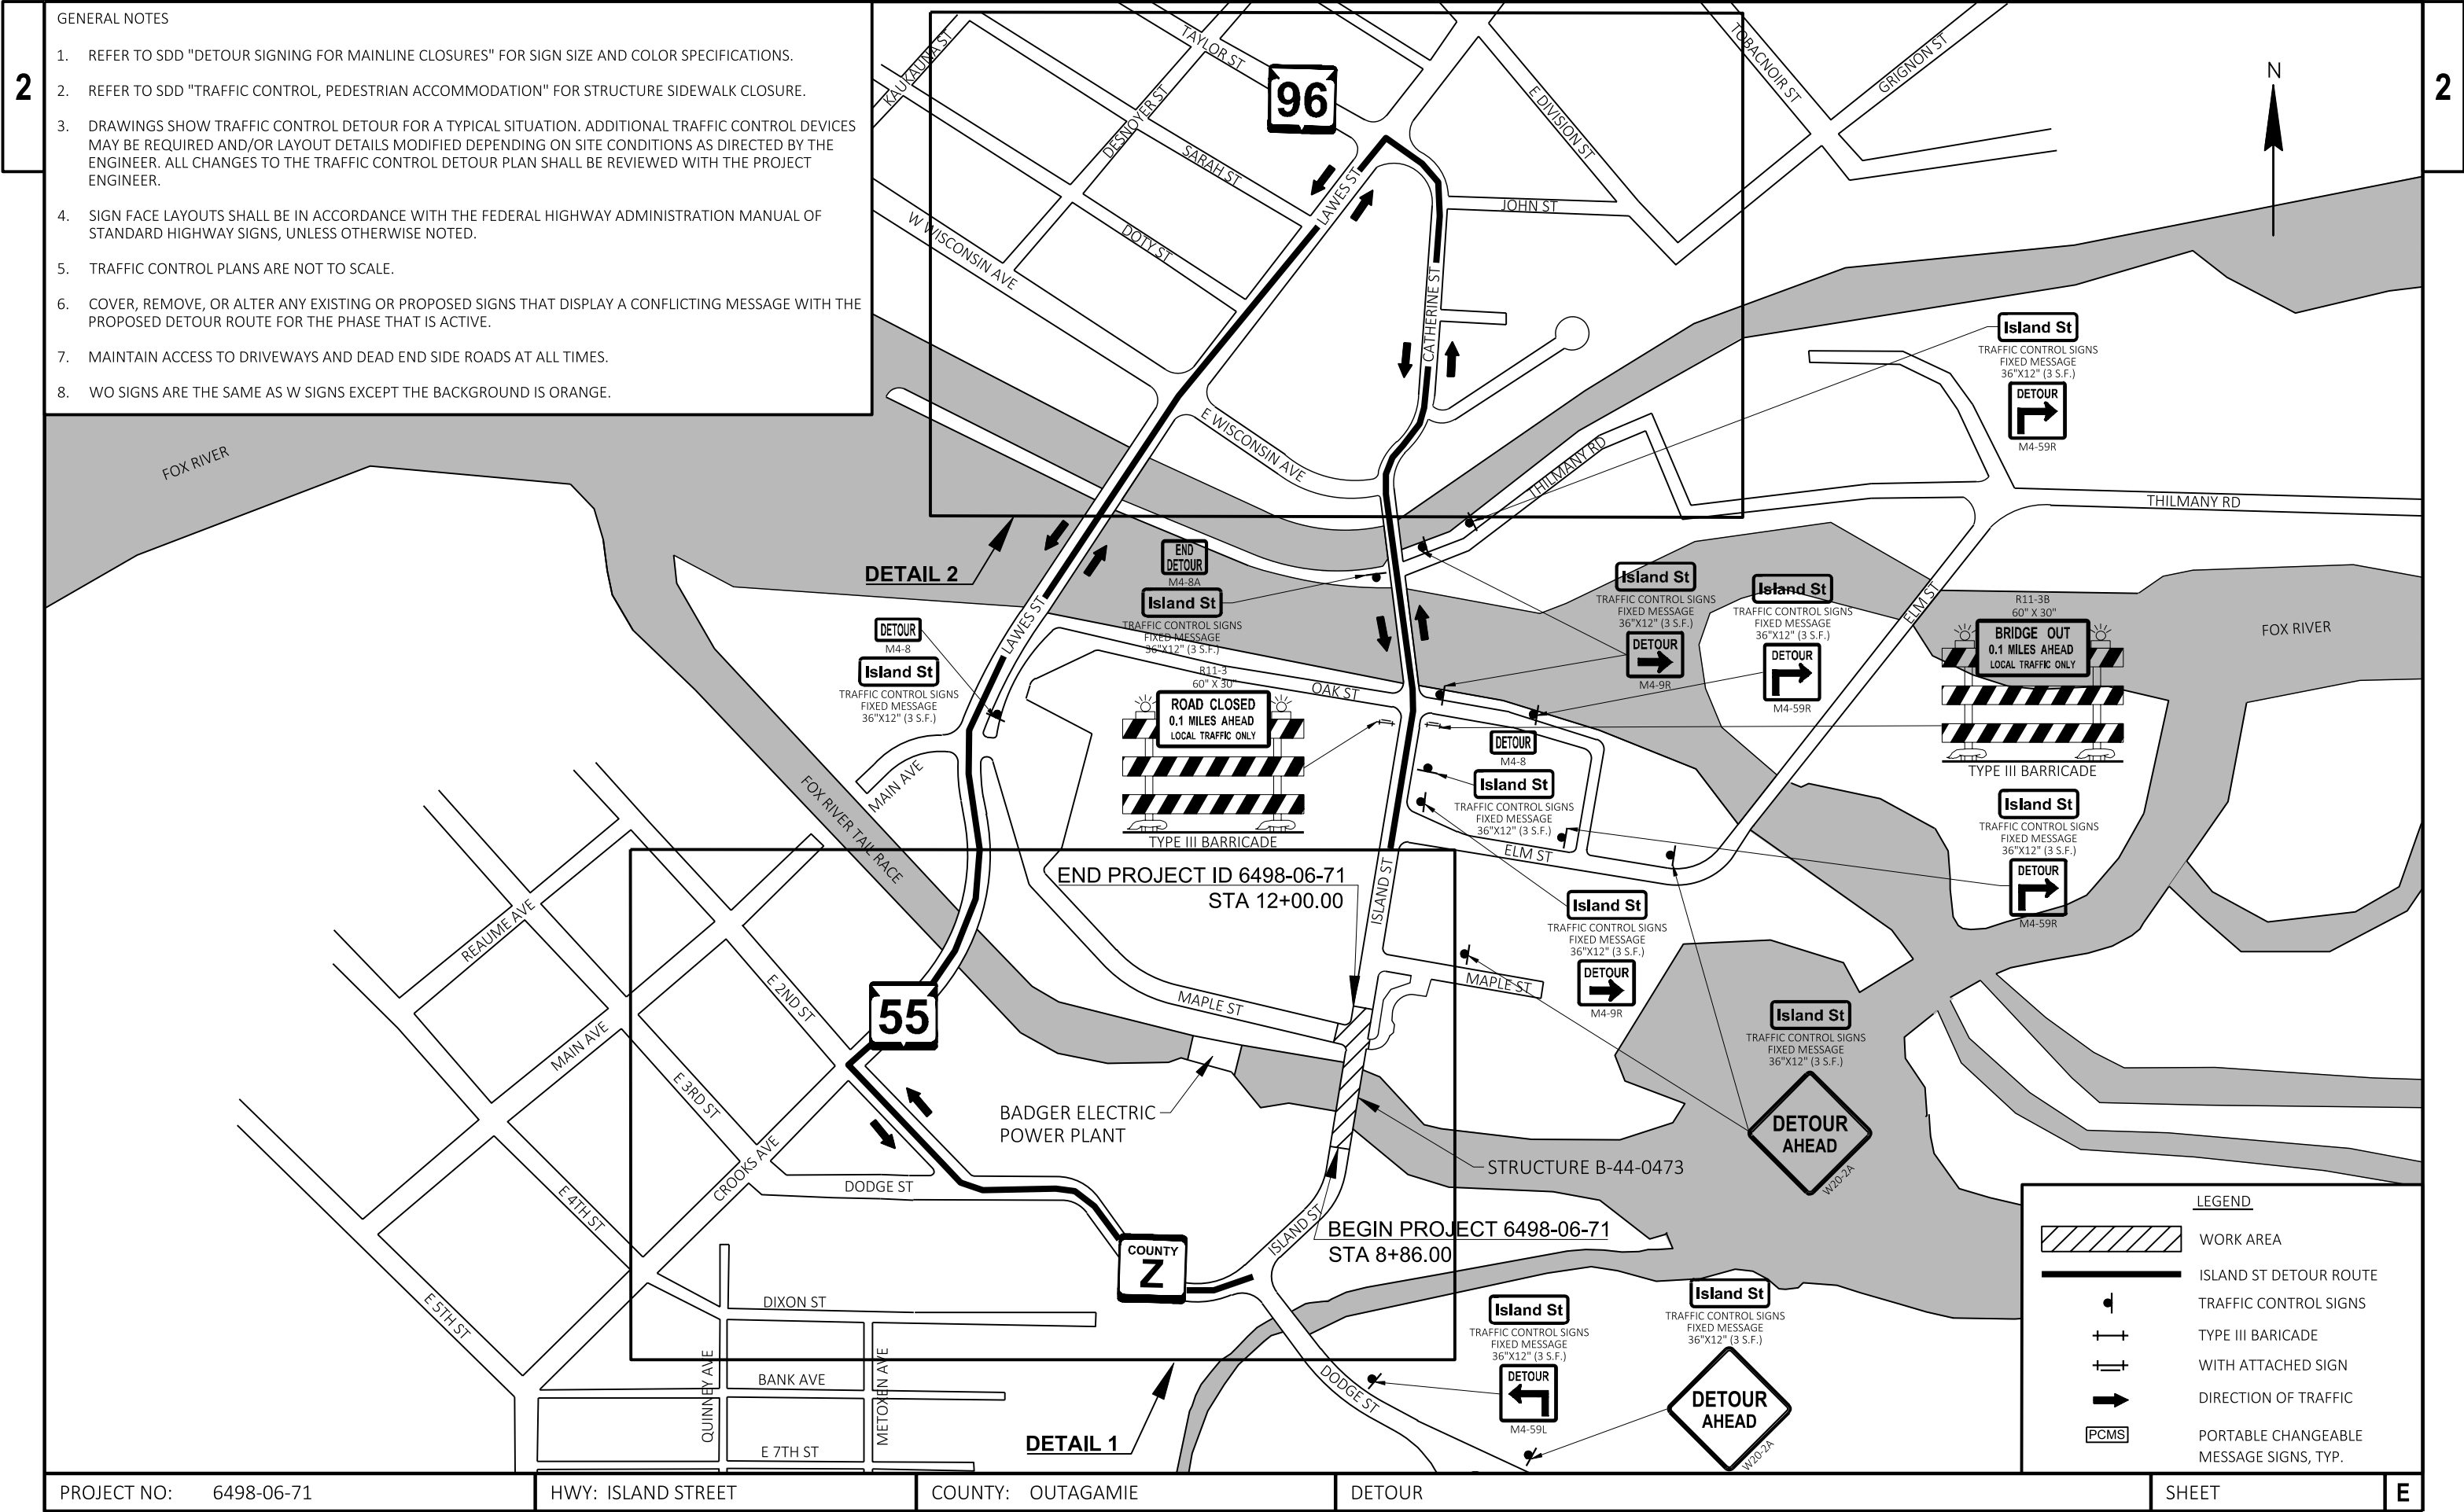 2
GENERAL NOTES
1. REFER TO SDD "DETOUR SIGNING FOR MAINLINE CLOSURES" FOR SIGN SIZE AND COLOR SPECIFICATIONS.
2. REFER TO SDD "TRAFFIC CONTROL, PEDESTRIAN ACCOMMODATION" FOR STRUCTURE SIDEWALK CLOSURE.
3. DRAWINGS SHOW TRAFFIC CONTROL DETOUR FOR A TYPICAL SITUATION. ADDITIONAL TRAFFIC CONTROL DEVICES
MAY BE REQUIRED AND/OR LAYOUT DETAILS MODIFIED DEPENDING ON SITE CONDITIONS AS DIRECTED BY THE
ENGINEER. ALL CHANGES TO THE TRAFFIC CONTROL DETOUR PLAN SHALL BE REVIEWED WITH THE PROJECT
ENGINEER.
4. SIGN FACE LAYOUTS SHALL BE IN ACCORDANCE WITH THE FEDERAL HIGHWAY ADMINISTRATION MANUAL OF
STANDARD HIGHWAY SIGNS, UNLESS OTHERWISE NOTED.
5. TRAFFIC CONTROL PLANS ARE NOT TO SCALE.
6. COVER, REMOVE, OR ALTER ANY EXISTING OR PROPOSED SIGNS THAT DISPLAY A CONFLICTING MESSAGE WITH THE
PROPOSED DETOUR ROUTE FOR THE PHASE THAT IS ACTIVE.
7. MAINTAIN ACCESS TO DRIVEWAYS AND DEAD END SIDE ROADS AT ALL TIMES.
8. WO SIGNS ARE THE SAME AS W SIGNS EXCEPT THE BACKGROUND IS ORANGE.
2
N
KAUKAUNA ST
TAYLOR ST
96
DESNOYER ST
SARAH ST
LAWES ST
E DIVISION ST
TOBACNOIR ST
GRIGNON ST
JOHN ST
W WISCONSIN AVE
DOTY ST
CATHERINE ST
E WISCONSIN AVE
THILMANY RD
Island St
TRAFFIC CONTROL SIGNS
FIXED MESSAGE
36"X12" (3 S.F.)
DETOUR
M4-59R
THILMANY RD
FOX RIVER
DETAIL 2
END
DETOUR
M4-8A
Island St
TRAFFIC CONTROL SIGNS
FIXED MESSAGE
36"X12" (3 S.F.)
Island St
TRAFFIC CONTROL SIGNS
FIXED MESSAGE
36"X12" (3 S.F.)
DETOUR
M4-9R
Island St
TRAFFIC CONTROL SIGNS
FIXED MESSAGE
36"X12" (3 S.F.)
DETOUR
M4-59R
ELM ST
R11-3B
60" X 30"
BRIDGE OUT
0.1 MILES AHEAD
LOCAL TRAFFIC ONLY
TYPE III BARRICADE
FOX RIVER
LAWES ST
DETOUR
M4-8
Island St
TRAFFIC CONTROL SIGNS
FIXED MESSAGE
36"X12" (3 S.F.)
R11-3
60" X 30"
ROAD CLOSED
0.1 MILES AHEAD
LOCAL TRAFFIC ONLY
TYPE III BARRICADE
OAK ST
DETOUR
M4-8
Island St
TRAFFIC CONTROL SIGNS
FIXED MESSAGE
36"X12" (3 S.F.)
MAIN AVE
FOX RIVER TAIL RACE
ELM ST
Island St
TRAFFIC CONTROL SIGNS
FIXED MESSAGE
36"X12" (3 S.F.)
DETOUR
M4-59R
END PROJECT ID 6498-06-71
STA 12+00.00
ISLAND ST
Island St
TRAFFIC CONTROL SIGNS
FIXED MESSAGE
36"X12" (3 S.F.)
DETOUR
M4-9R
REAUME AVE
E 2ND ST
55
MAPLE ST
MAPLE ST
MAIN AVE
E 3RD ST
Island St
TRAFFIC CONTROL SIGNS
FIXED MESSAGE
36"X12" (3 S.F.)
DETOUR
AHEAD
W20-2A
BADGER ELECTRIC
POWER PLANT
STRUCTURE B-44-0473
CROOKS AVE
DODGE ST
E 4TH ST
ISLAND ST
BEGIN PROJECT 6498-06-71
STA 8+86.00
COUNTY
Z
E 5TH ST
DIXON ST
QUINNEY AVE
BANK AVE
METOXEN AVE
E 7TH ST
DETAIL 1
DODGE ST
Island St
TRAFFIC CONTROL SIGNS
FIXED MESSAGE
36"X12" (3 S.F.)
DETOUR
M4-59L
Island St
TRAFFIC CONTROL SIGNS
FIXED MESSAGE
36"X12" (3 S.F.)
DETOUR
AHEAD
W20-2A
LEGEND
WORK AREA
ISLAND ST DETOUR ROUTE
TRAFFIC CONTROL SIGNS
TYPE III BARICADE
WITH ATTACHED SIGN
DIRECTION OF TRAFFIC
PCMS PORTABLE CHANGEABLE
MESSAGE SIGNS, TYP.
PROJECT NO: 6498-06-71
HWY: ISLAND STREET
COUNTY: OUTAGAMIE
DETOUR
SHEET
E